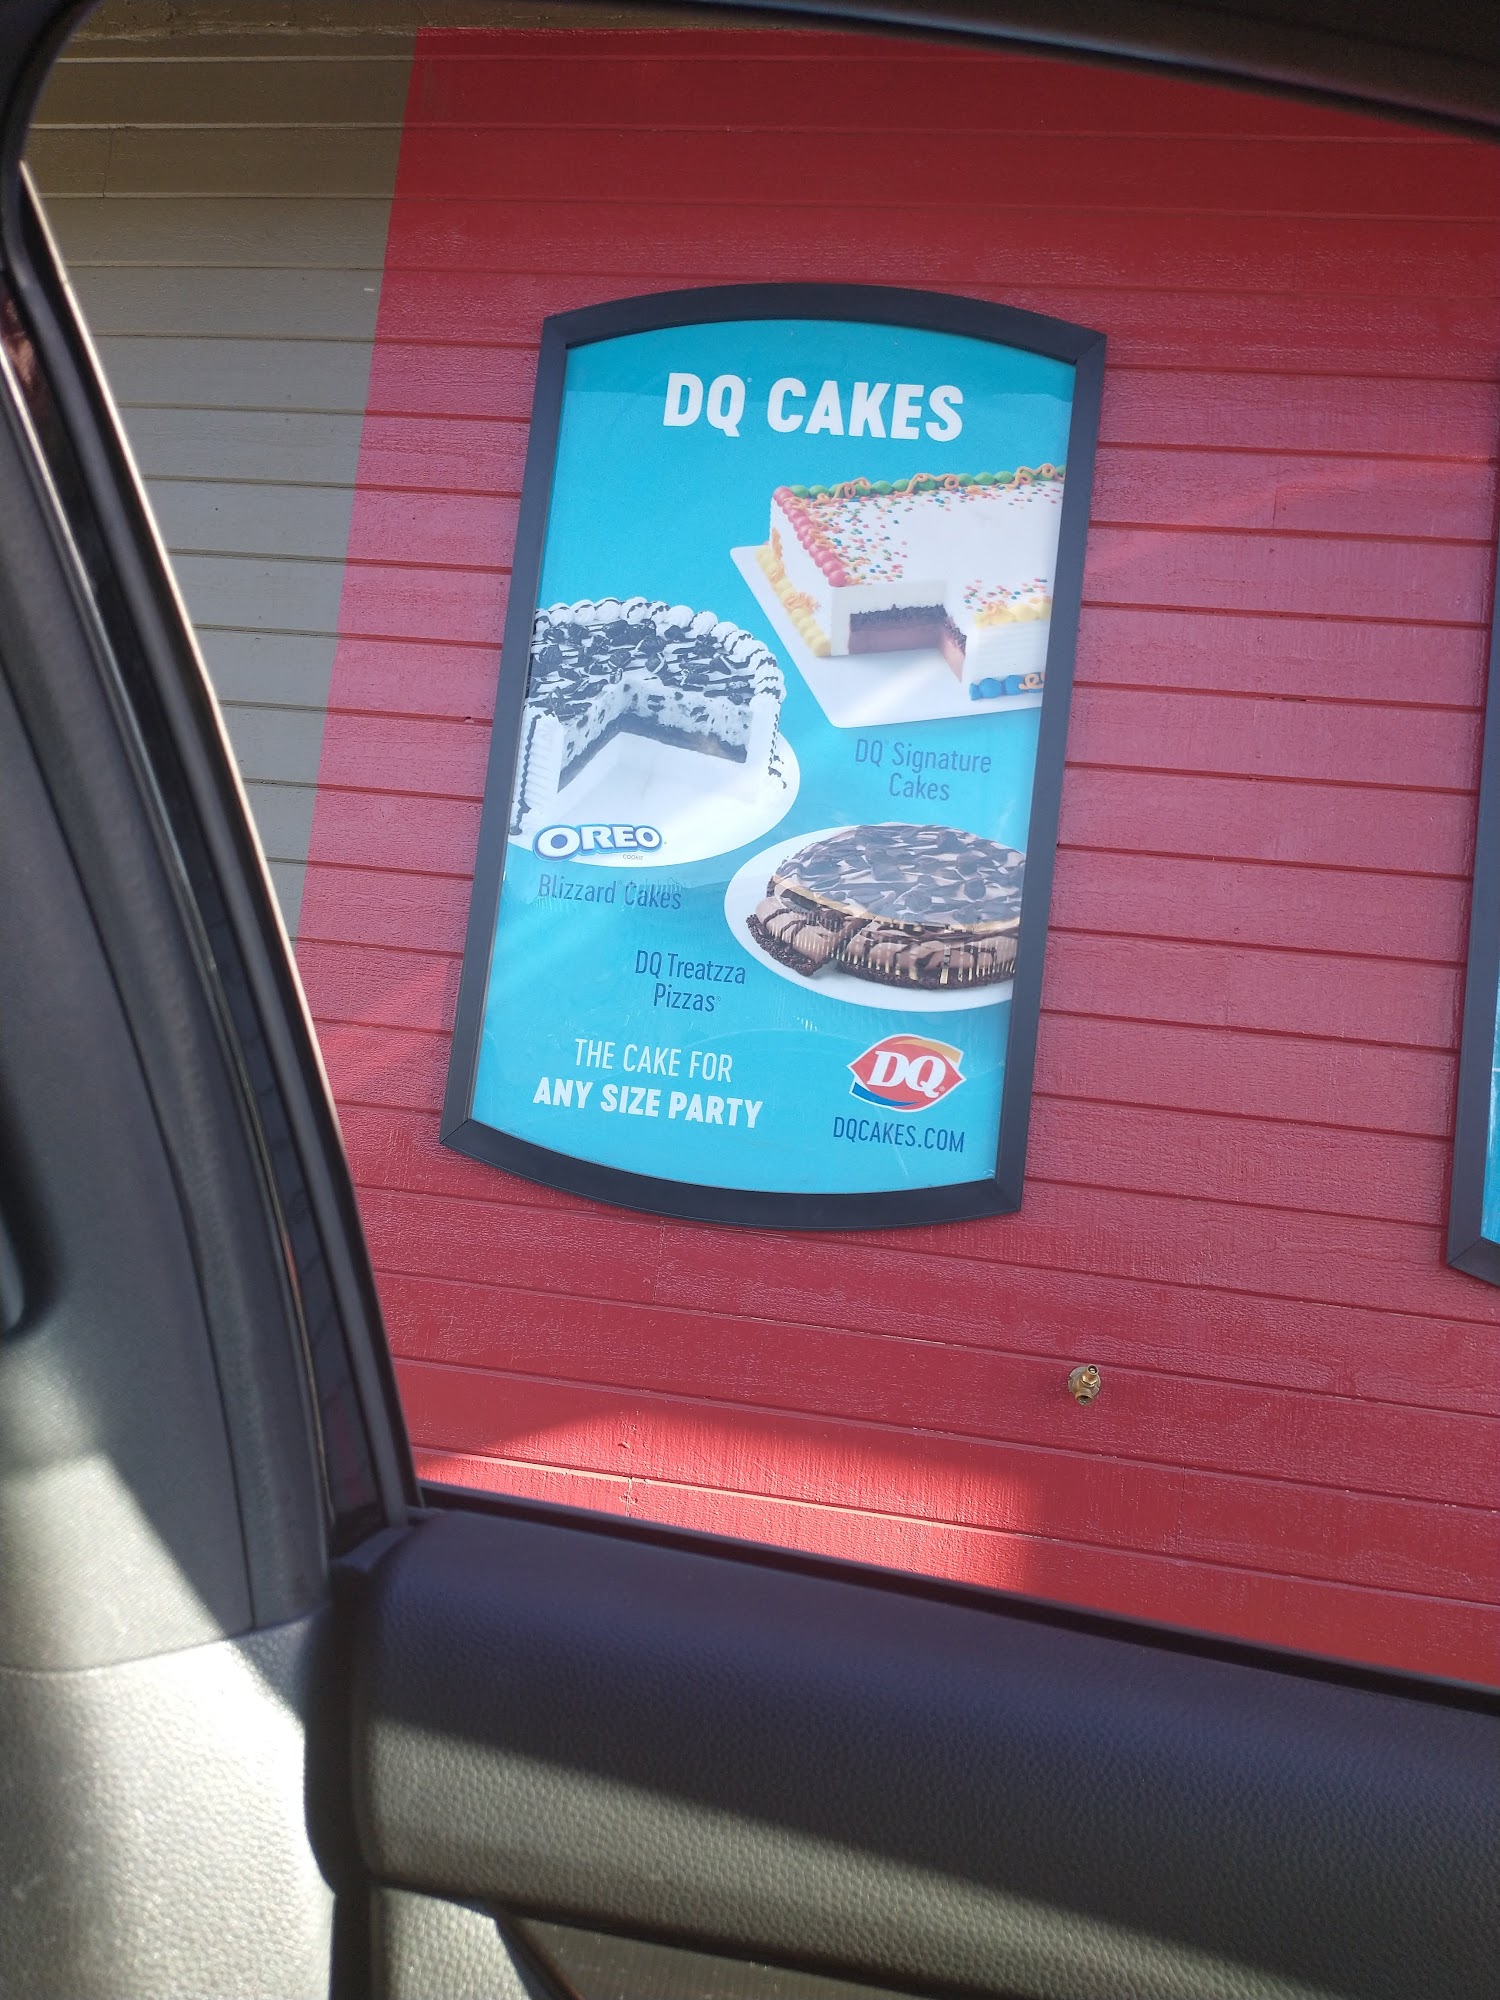 DQ® CAKES
DQ® Signature
Cakes
OREO
COOKIE
Blizzard® Cakes
DQ Treatzza
Pizzas®
THE CAKE FOR
ANY SIZE PARTY
DQ®
DQCAKES.COM